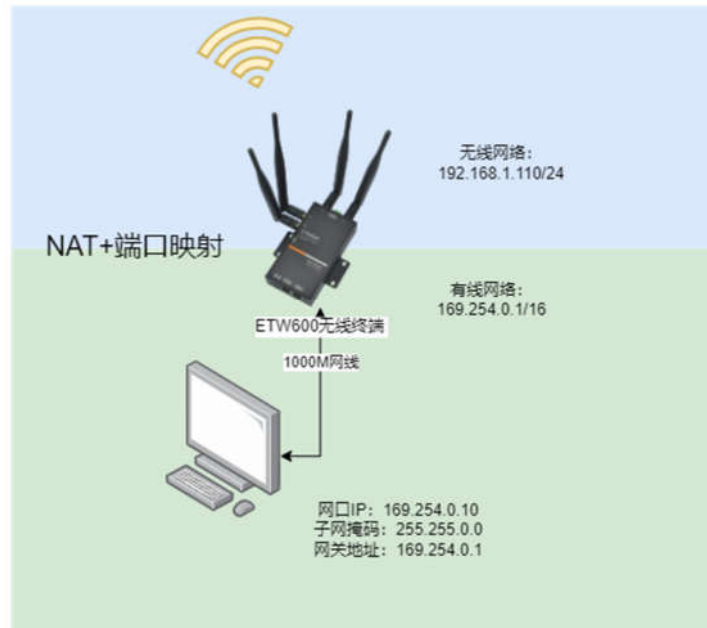 无线网络：
192.168.1.110/24
NAT+端口映射
有线网络：
169.254.0.1/16
ETW600无线终端
1000M网线
网口IP：169.254.0.10
子网掩码：255.255.0.0
网关地址：169.254.0.1